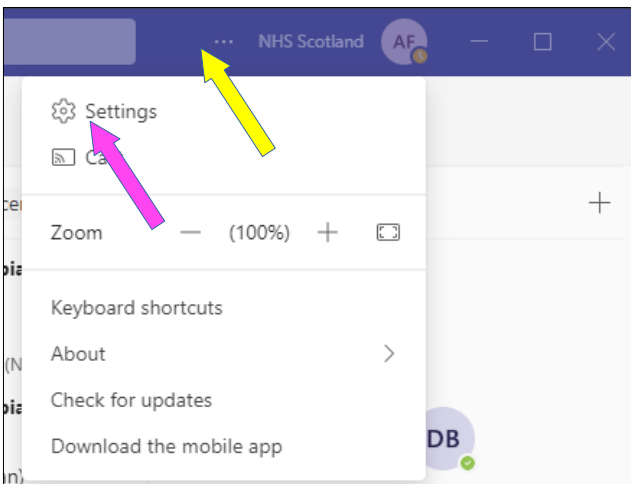 ··· NHS Scotland AF
Settings
Zoom — (100%) +
Keyboard shortcuts
About
(N
Check for updates
Download the mobile app
DB